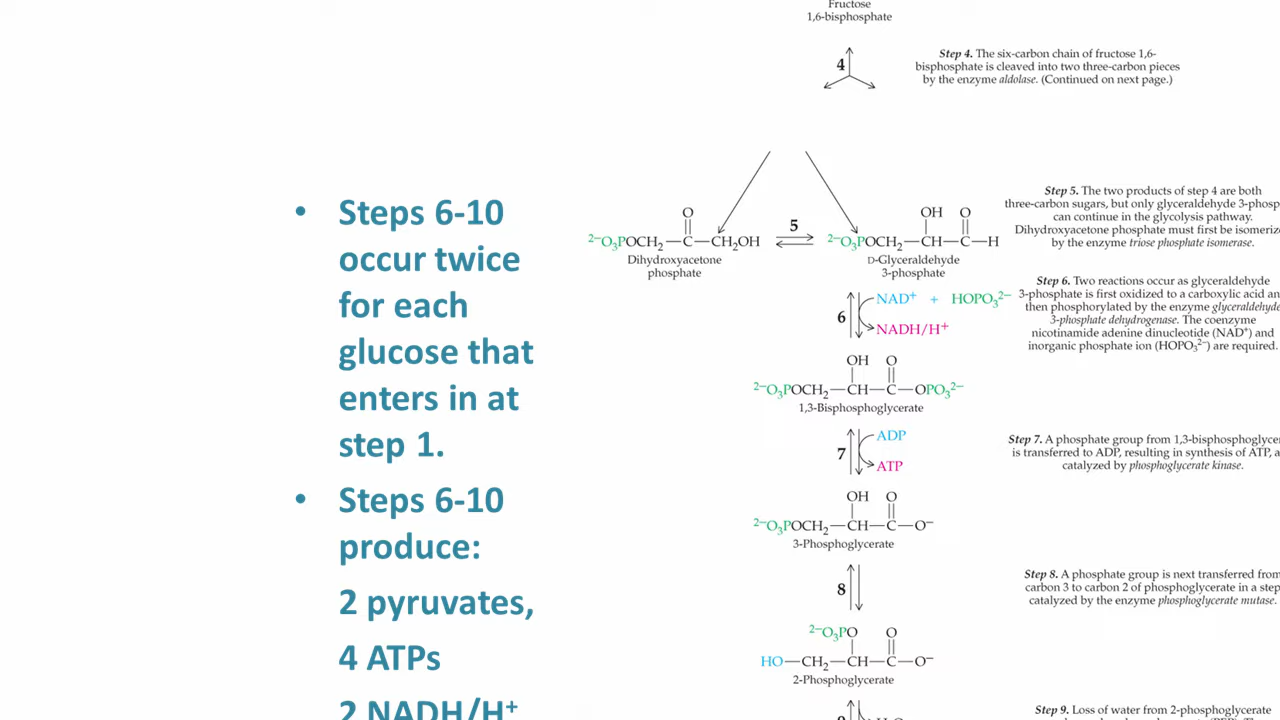 Fructose
1,6-bisphosphate
4
Step 4. The six-carbon chain of fructose 1,6-
bisphosphate is cleaved into two three-carbon pieces
by the enzyme aldolase. (Continued on next page.)
• Steps 6-10
occur twice
for each
glucose that
enters in at
step 1.
• Steps 6-10
produce:
2 pyruvates,
4 ATPs
2 NADH/H⁺
O
²⁻O₃POCH₂—C—CH₂OH
Dihydroxyacetone
phosphate
5
OH O
²⁻O₃POCH₂—CH—C—H
D-Glyceraldehyde
3-phosphate
Step 5. The two products of step 4 are both
three-carbon sugars, but only glyceraldehyde 3-phosp
can continue in the glycolysis pathway.
Dihydroxyacetone phosphate must first be isomerize
by the enzyme triose phosphate isomerase.
6
NAD⁺ + HOPO₃²⁻
NADH/H⁺
Step 6. Two reactions occur as glyceraldehyde
3-phosphate is first oxidized to a carboxylic acid an
then phosphorylated by the enzyme glyceraldehyde
3-phosphate dehydrogenase. The coenzyme
nicotinamide adenine dinucleotide (NAD⁺) and
inorganic phosphate ion (HOPO₃²⁻) are required.
OH O
²⁻O₃POCH₂—CH—C—OPO₃²⁻
1,3-Bisphosphoglycerate
7
ADP
ATP
Step 7. A phosphate group from 1,3-bisphosphoglycer
is transferred to ADP, resulting in synthesis of ATP, a
catalyzed by phosphoglycerate kinase.
OH O
²⁻O₃POCH₂—CH—C—O⁻
3-Phosphoglycerate
8
Step 8. A phosphate group is next transferred from
carbon 3 to carbon 2 of phosphoglycerate in a step
catalyzed by the enzyme phosphoglycerate mutase.
²⁻O₃PO O
HO—CH₂—CH—C—O⁻
2-Phosphoglycerate
Step 9. Loss of water from 2-phosphoglycerate